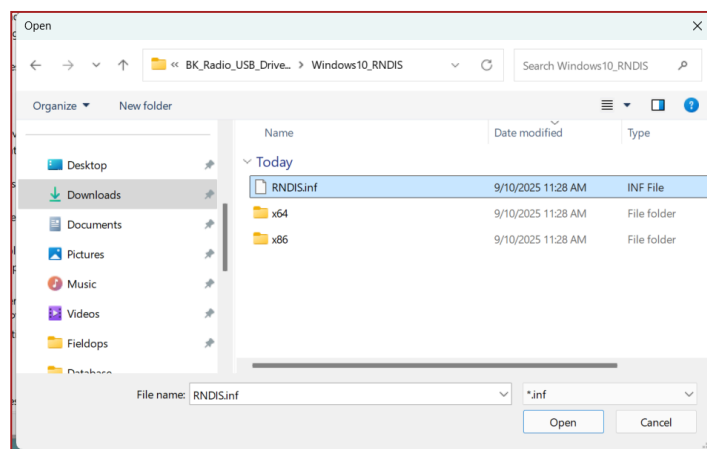 Open
BK_Radio_USB_Drive... > Windows10_RNDIS
Search Windows10_RNDIS
Organize
New folder
Name Date modified Type
Desktop
Downloads
Documents
Pictures
Music
Videos
Fieldops
Database
Today
RNDIS.inf 9/10/2025 11:28 AM INF File
x64 9/10/2025 11:28 AM File folder
x86 9/10/2025 11:28 AM File folder
File name: RNDIS.inf
*.inf
Open Cancel